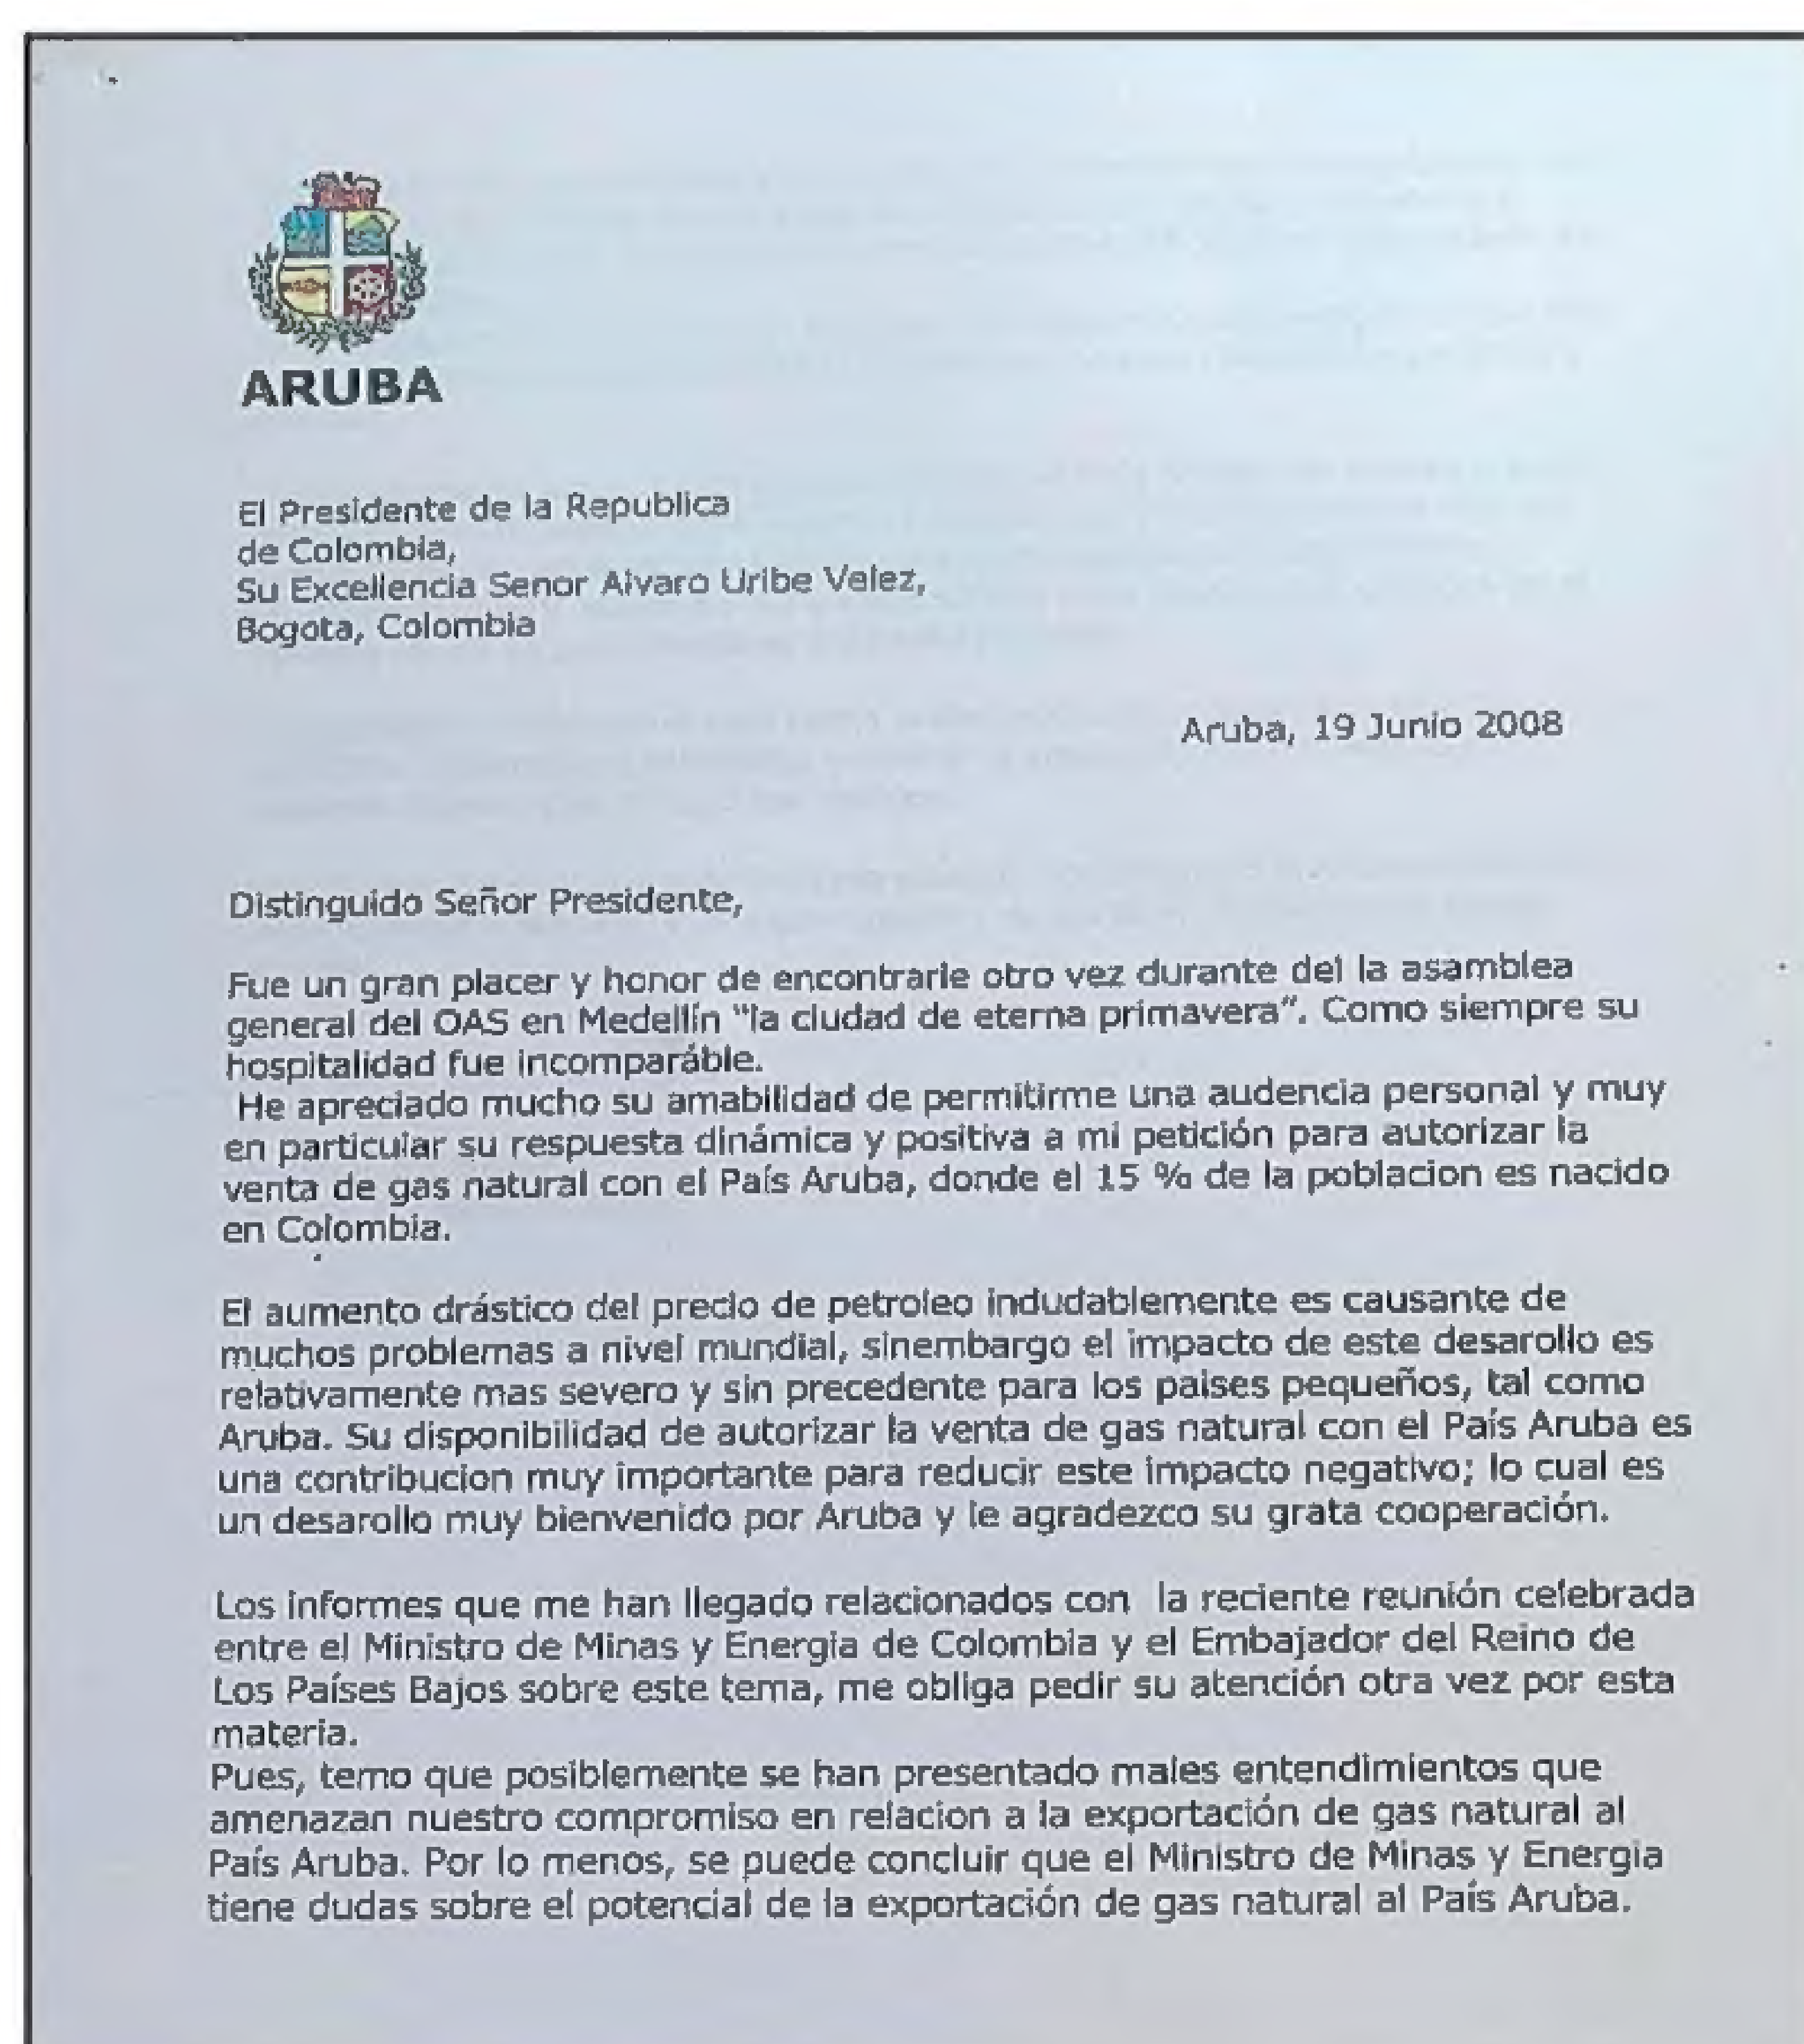 ARUBA
El Presidente de la Republica
de Colombia,
Su Excellencia Senor Alvaro Uribe Velez,
Bogota, Colombia
Aruba, 19 Junio 2008
Distinguido Señor Presidente,
Fue un gran placer y honor de encontrarle otro vez durante del la asamblea
general del OAS en Medellín "la ciudad de eterna primavera". Como siempre su
hospitalidad fue incomparáble.
He apreciado mucho su amabilidad de permitirme una audencia personal y muy
en particular su respuesta dinámica y positiva a mi petición para autorizar la
venta de gas natural con el País Aruba, donde el 15 % de la poblacion es nacido
en Colombia.
El aumento drástico del precio de petroleo indudablemente es causante de
muchos problemas a nivel mundial, sinembargo el impacto de este desarollo es
relativamente mas severo y sin precedente para los paises pequeños, tal como
Aruba. Su disponibilidad de autorizar la venta de gas natural con el País Aruba es
una contribucion muy importante para reducir este impacto negativo; lo cual es
un desarollo muy bienvenido por Aruba y le agradezco su grata cooperación.
Los informes que me han llegado relacionados con la reciente reunión celebrada
entre el Ministro de Minas y Energia de Colombia y el Embajador del Reino de
Los Países Bajos sobre este tema, me obliga pedir su atención otra vez por esta
materia.
Pues, temo que posiblemente se han presentado males entendimientos que
amenazan nuestro compromiso en relacion a la exportación de gas natural al
País Aruba. Por lo menos, se puede concluir que el Ministro de Minas y Energia
tiene dudas sobre el potencial de la exportación de gas natural al País Aruba.